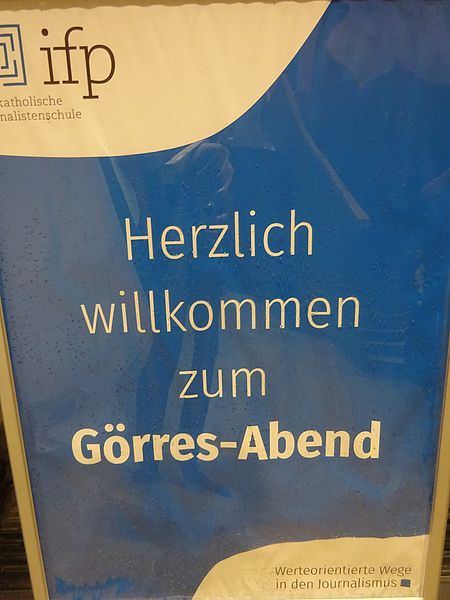 ifp
katholische
nalistenschule
Herzlich
willkommen
zum
Görres-Abend
Werteorientierte Wege
in den Journalismus